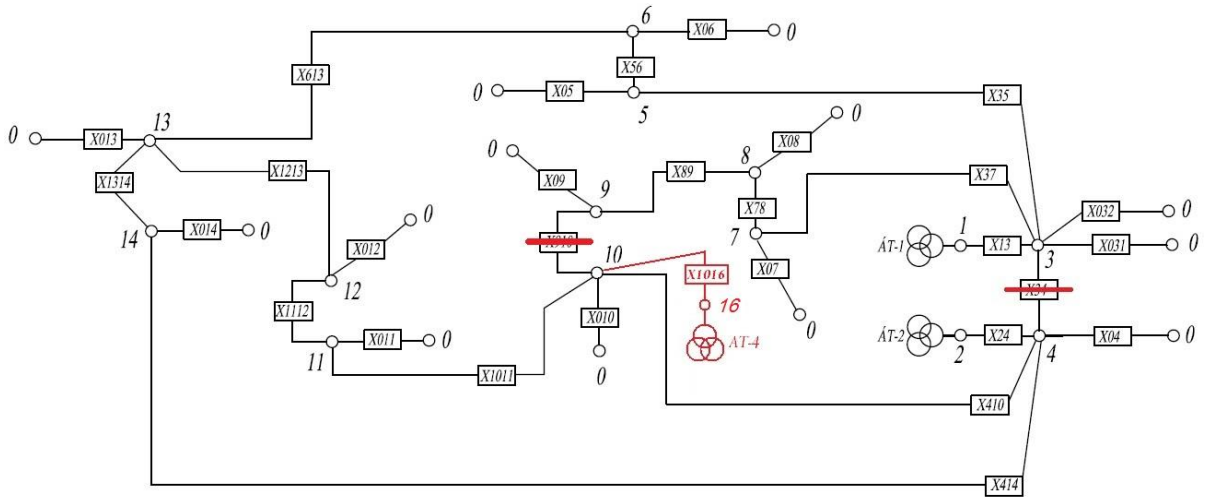 6
X06
0
X613
X56
0
X05
5
X35
0
X013
13
X1314
X1213
0
X09
9
X89
8
X08
0
X37
X78
14
X014
0
X012
0
12
X910
10
X1016
16
AT-4
7
X07
0
ÁT-1
1
X13
3
X032
0
X031
0
X34
X1112
11
X011
0
X010
0
ÁT-2
2
X24
4
X04
0
X1011
X410
X414